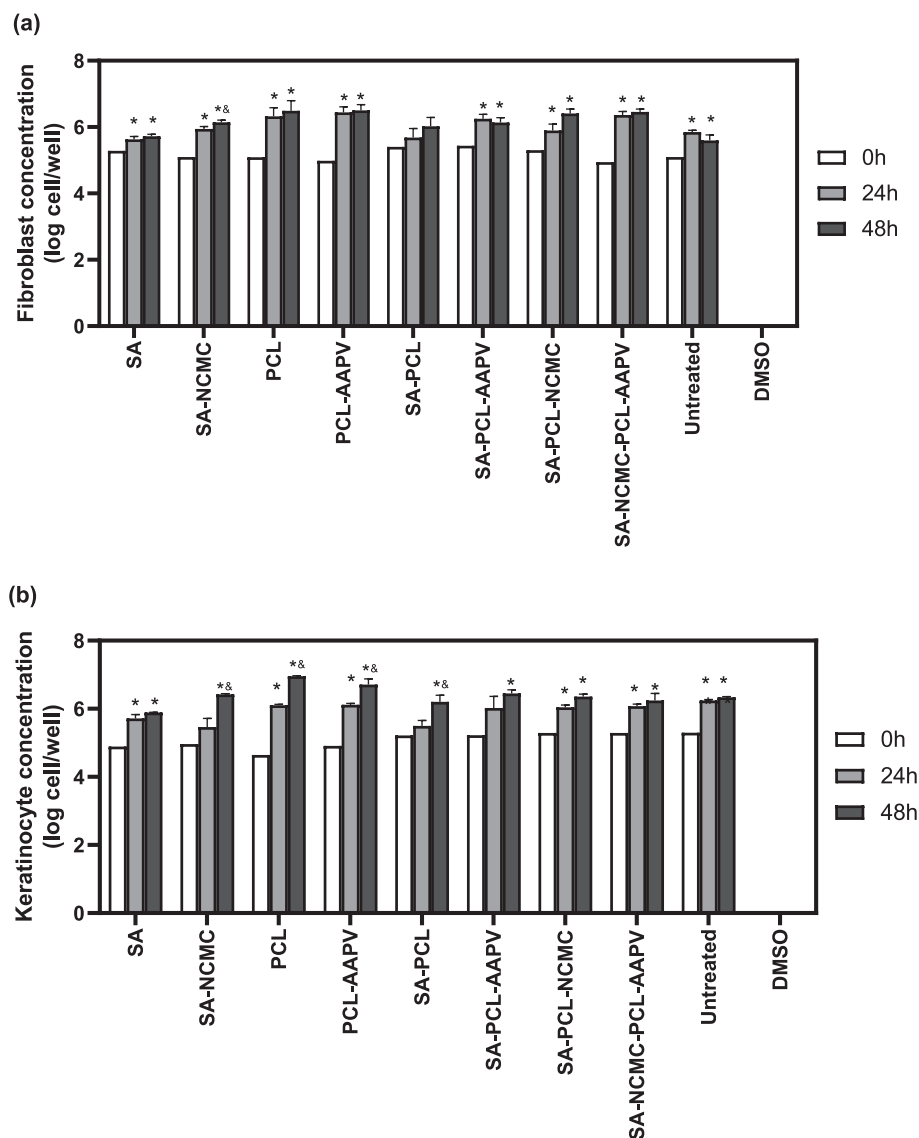 (a)
Fibroblast concentration
(log cell/well)
8
6
4
2
0
* *
* *&
* *
* *
* *
* *
* *
* *
SA
SA-NCMC
PCL
PCL-AAPV
SA-PCL
SA-PCL-AAPV
SA-PCL-NCMC
SA-NCMC-PCL-AAPV
Untreated
DMSO
0h
24h
48h
(b)
Keratinocyte concentration
(log cell/well)
8
6
4
2
0
* *
*&
* *&
* *&
*&
*
* *
* *
* *
* *
SA
SA-NCMC
PCL
PCL-AAPV
SA-PCL
SA-PCL-AAPV
SA-PCL-NCMC
SA-NCMC-PCL-AAPV
Untreated
DMSO
0h
24h
48h